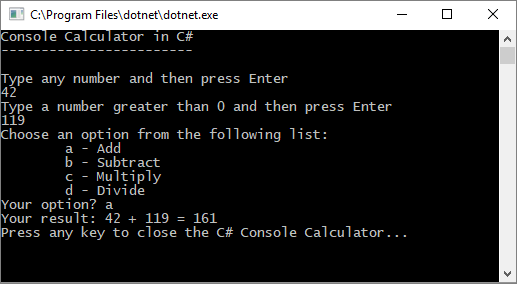 C:\Program Files\dotnet\dotnet.exe
Console Calculator in C#
------------------------
Type any number and then press Enter
42
Type a number greater than 0 and then press Enter
119
Choose an option from the following list:
a - Add
b - Subtract
c - Multiply
d - Divide
Your option? a
Your result: 42 + 119 = 161
Press any key to close the C# Console Calculator...